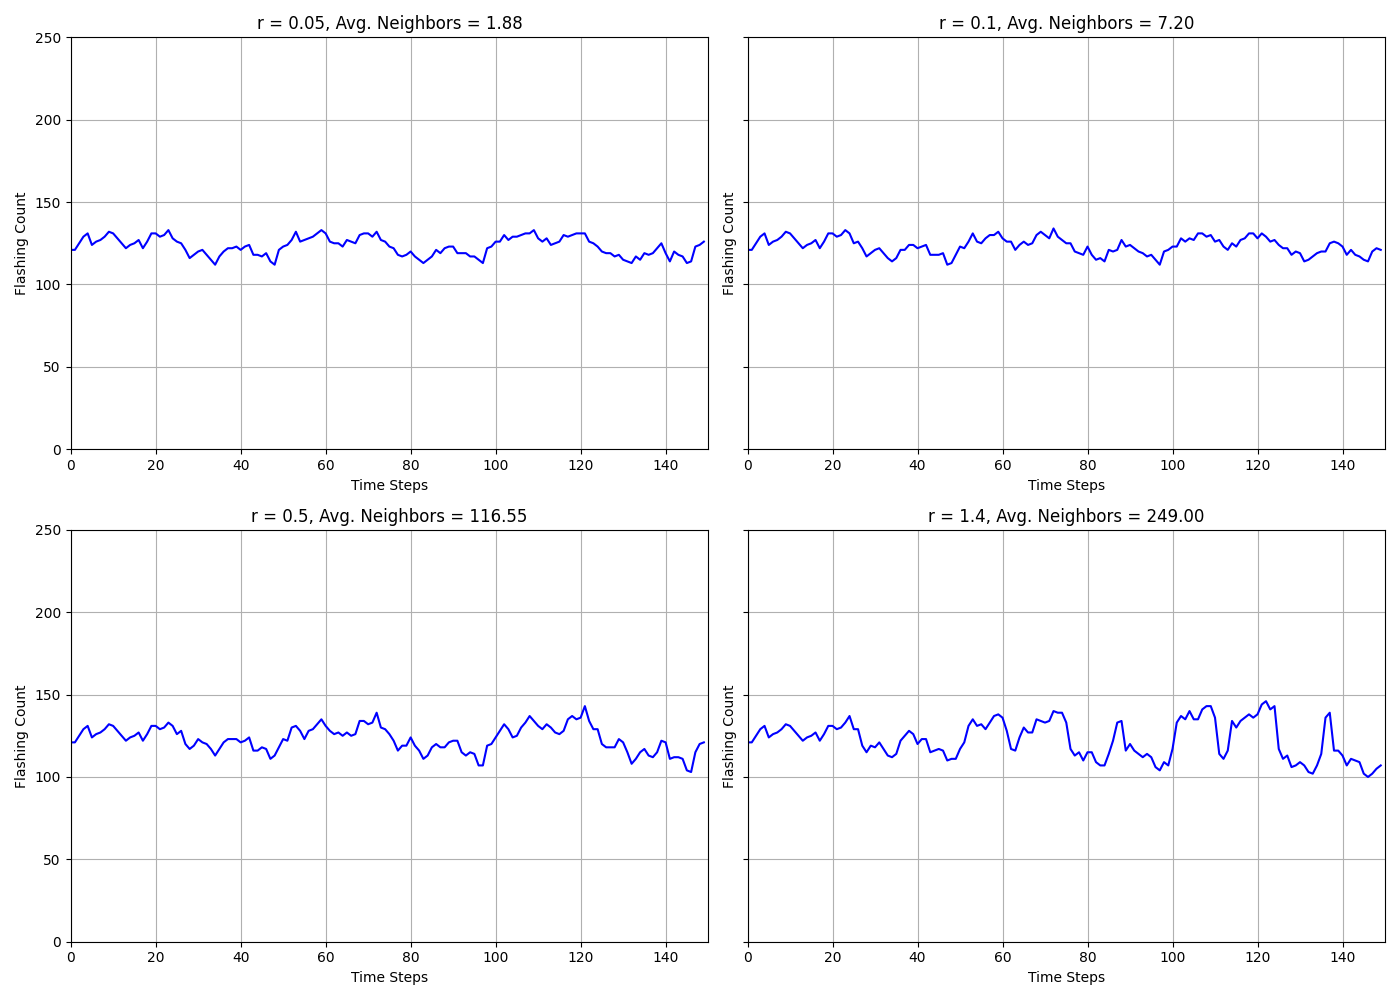 r = 0.05, Avg. Neighbors = 1.88
250
200
150
100
50
0
Flashing Count
0 20 40 60 80 100 120 140
Time Steps
r = 0.1, Avg. Neighbors = 7.20
Flashing Count
0 20 40 60 80 100 120 140
Time Steps
r = 0.5, Avg. Neighbors = 116.55
250
200
150
100
50
0
Flashing Count
0 20 40 60 80 100 120 140
Time Steps
r = 1.4, Avg. Neighbors = 249.00
Flashing Count
0 20 40 60 80 100 120 140
Time Steps